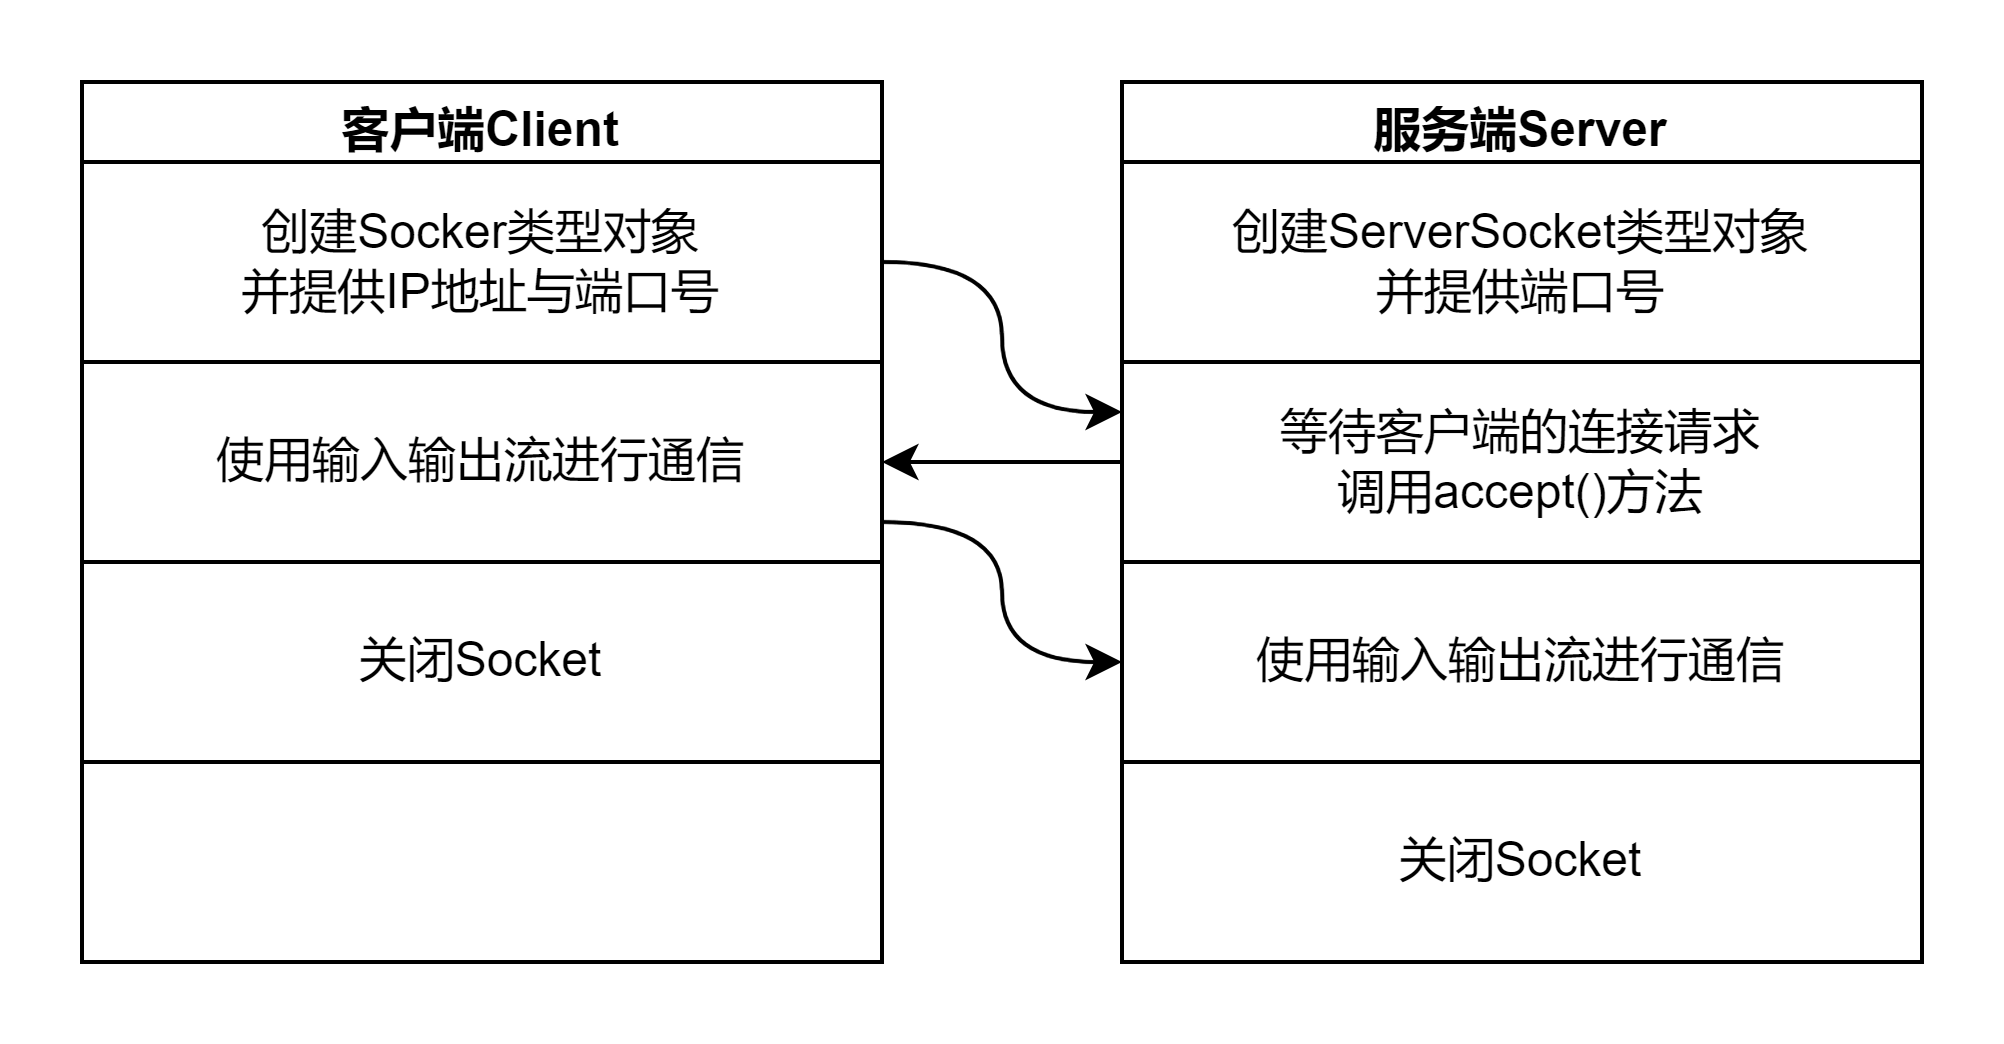 客户端Client
创建Socker类型对象
并提供IP地址与端口号
使用输入输出流进行通信
关闭Socket
服务端Server
创建ServerSocket类型对象
并提供端口号
等待客户端的连接请求
调用accept()方法
使用输入输出流进行通信
关闭Socket